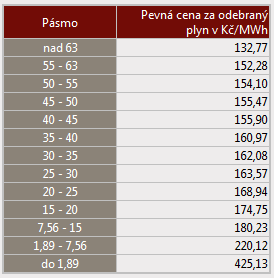 Pásmo Pevná cena za odebraný
plyn v Kč/MWh
nad 63 132,77
55 - 63 152,28
50 - 55 154,10
45 - 50 155,47
40 - 45 155,90
35 - 40 160,97
30 - 35 162,08
25 - 30 163,57
20 - 25 168,94
15 - 20 174,75
7,56 - 15 180,23
1,89 - 7,56 220,12
do 1,89 425,13